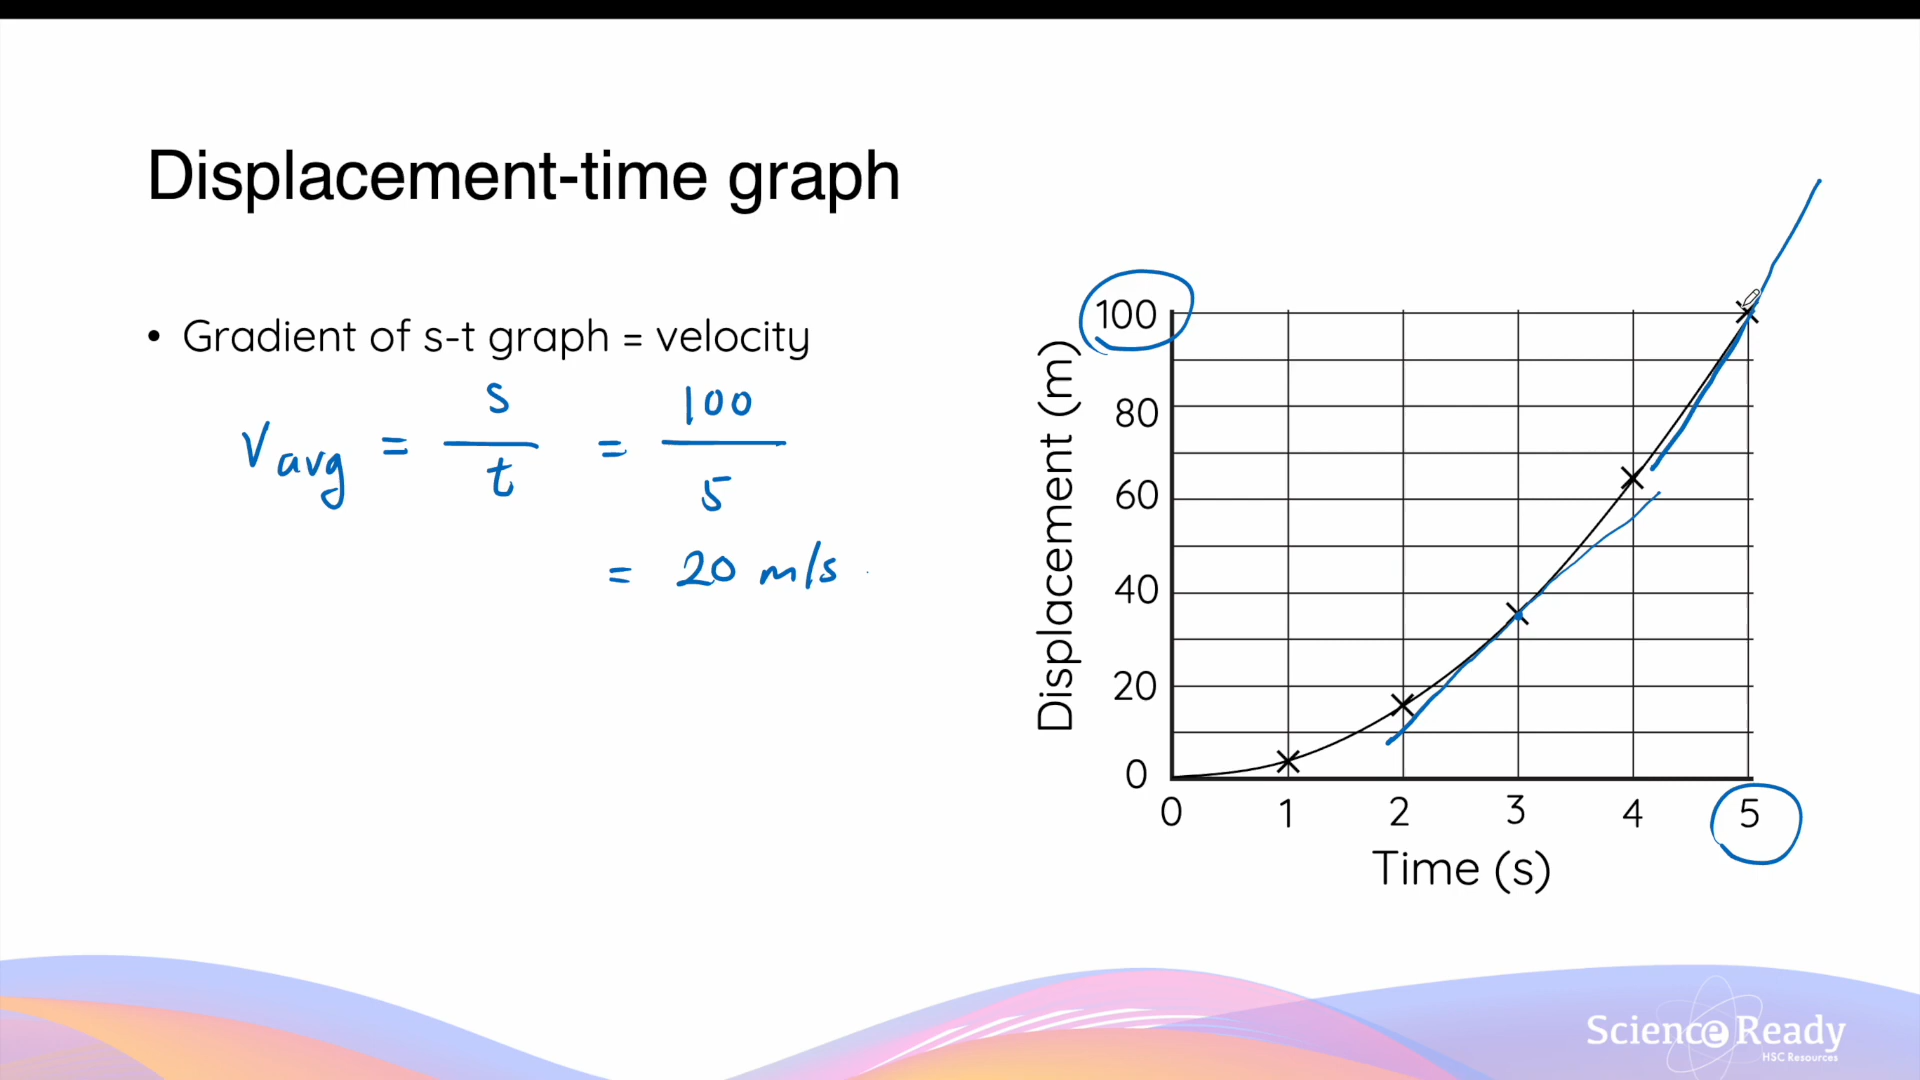 Displacement-time graph
• Gradient of s-t graph = velocity
Vavg = s/t = 100/5
= 20 m/s
Displacement (m)
100
80
60
40
20
0
0 1 2 3 4 5
Time (s)
Science Ready
HSC Resources